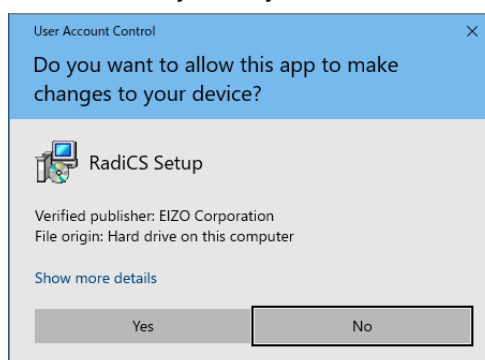 User Account Control
Do you want to allow this app to make
changes to your device?
RadiCS Setup
Verified publisher: EIZO Corporation
File origin: Hard drive on this computer
Show more details
Yes
No